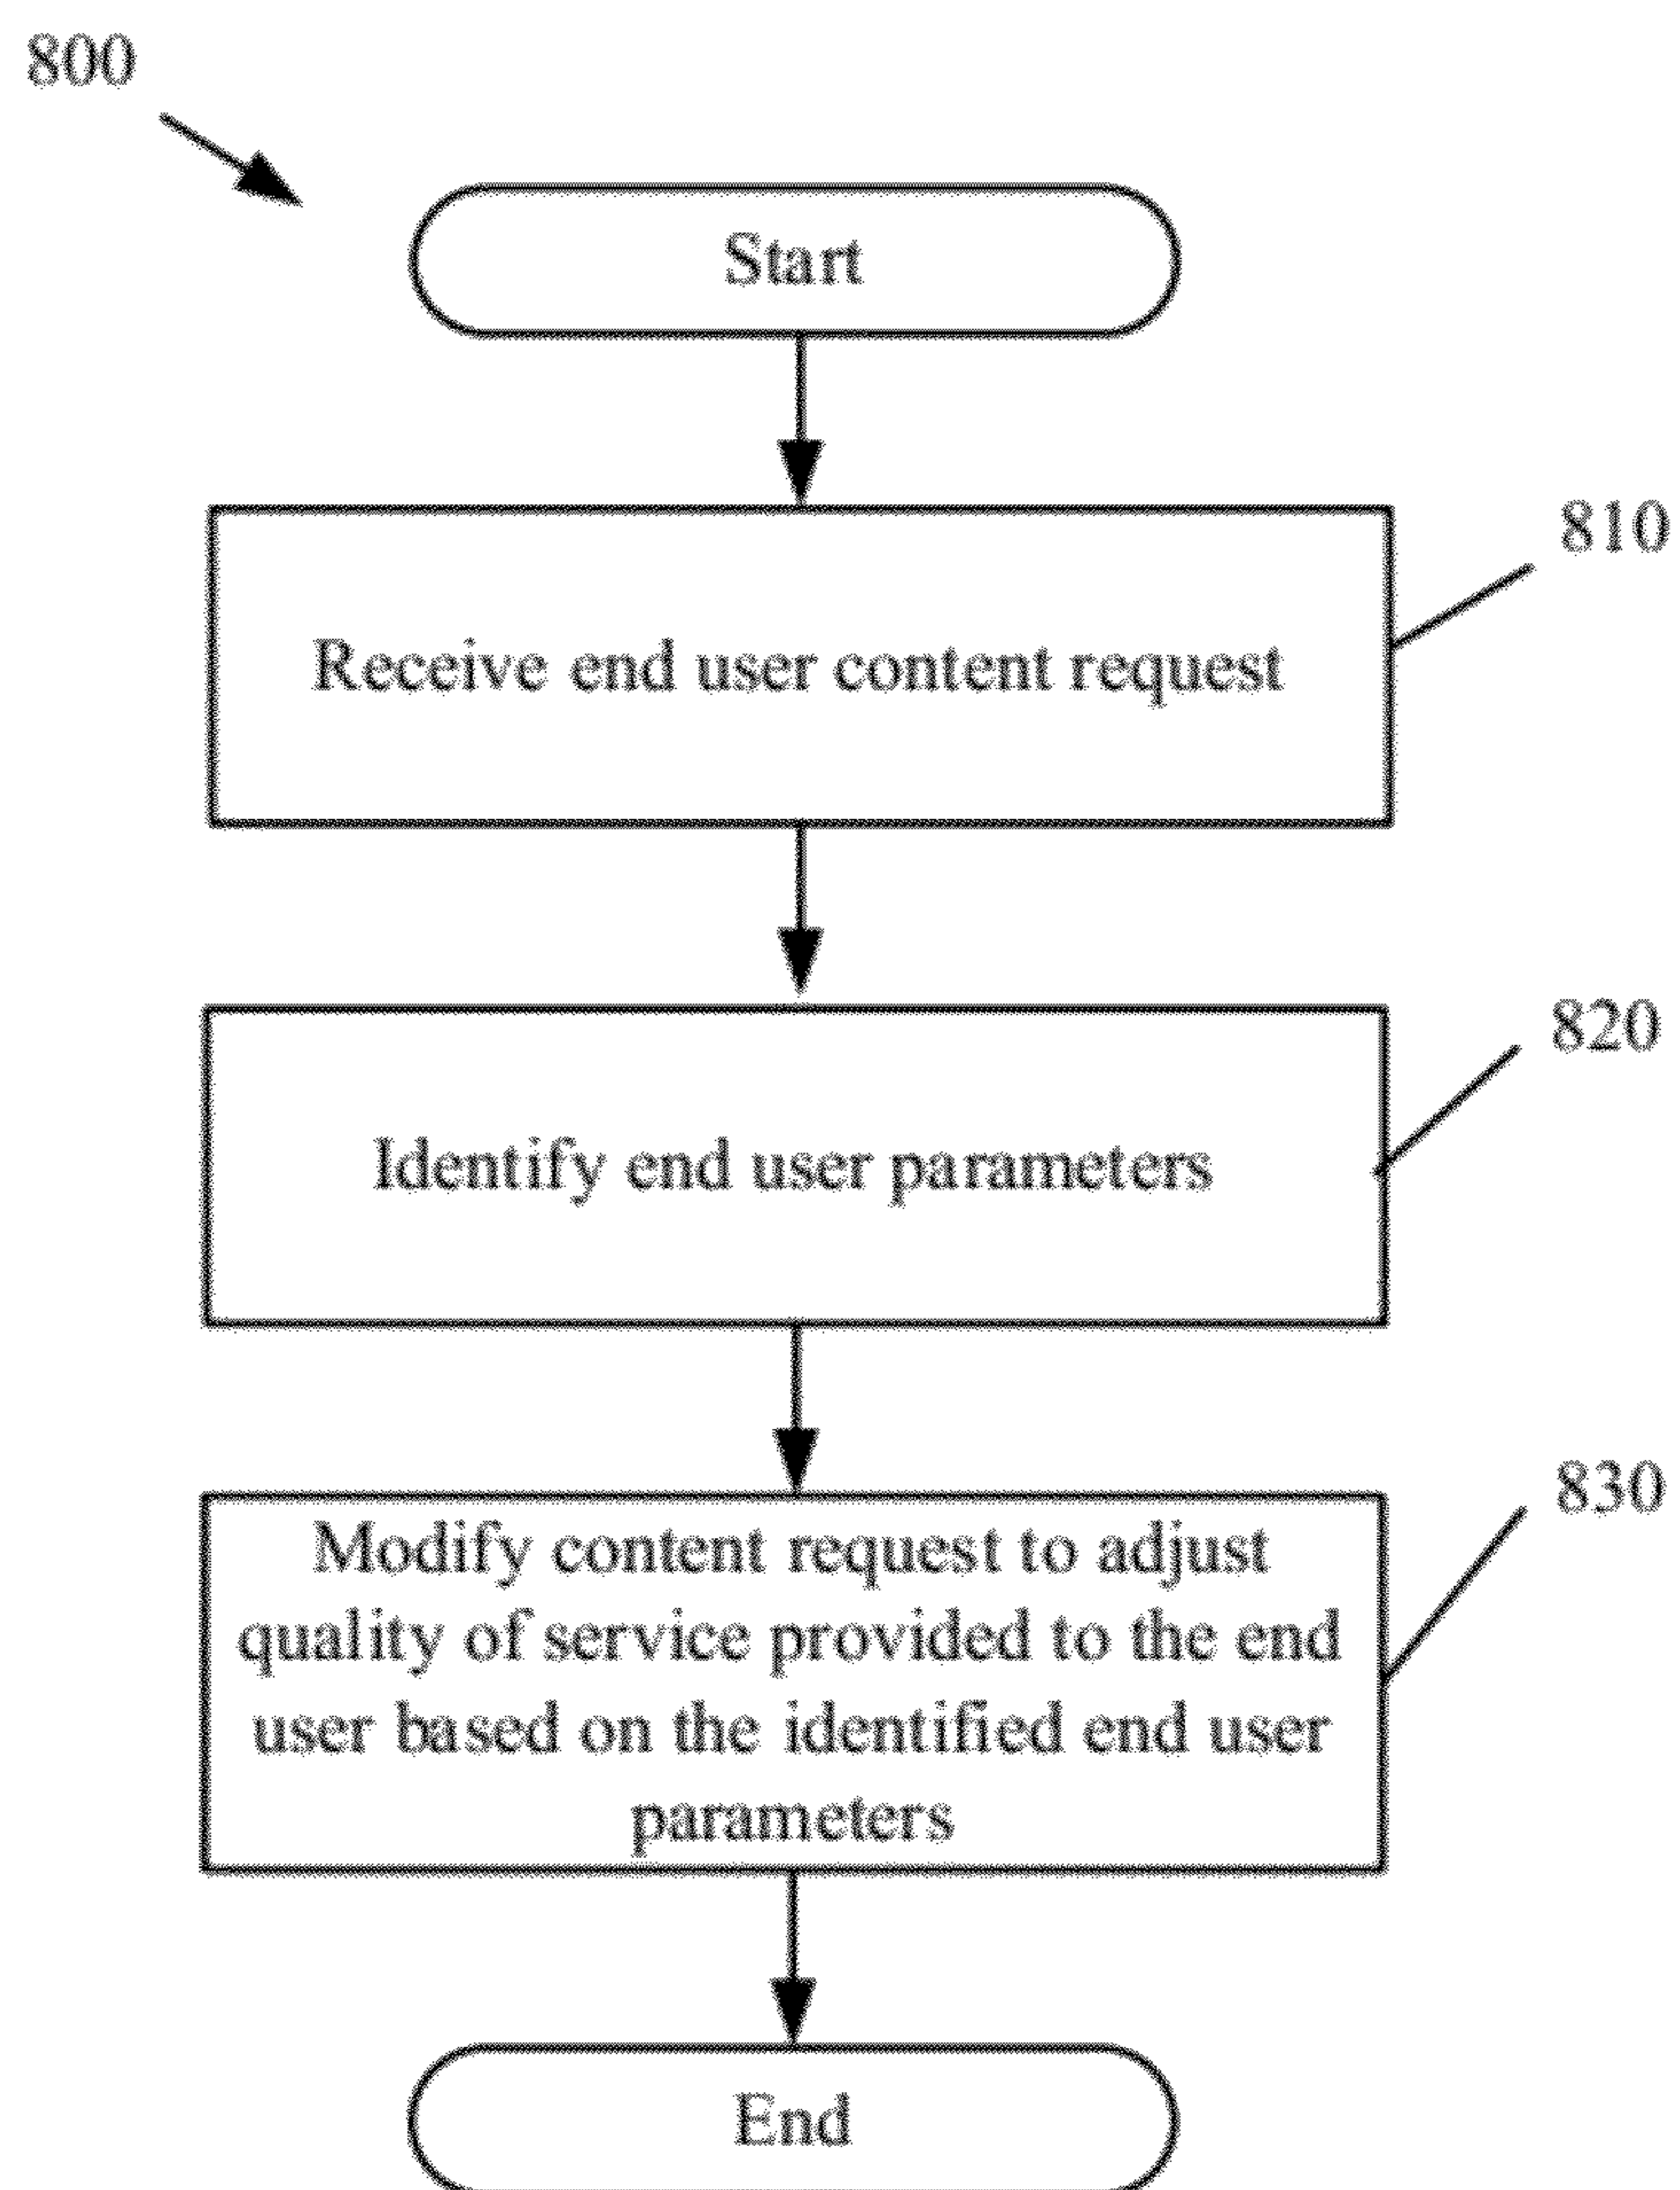 800
Start
810
Receive end user content request
820
Identify end user parameters
830
Modify content request to adjust
quality of service provided to the end
user based on the identified end user
parameters
End